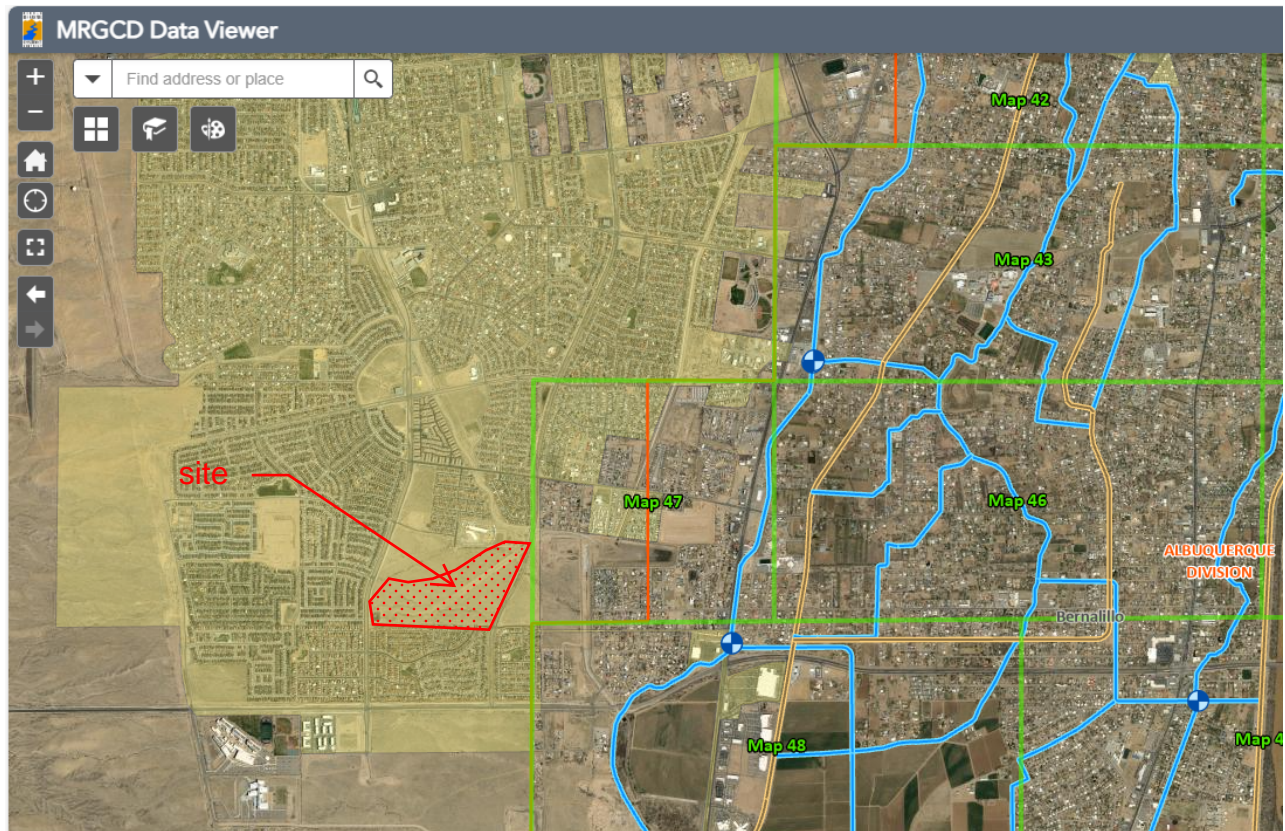 MRGCD Data Viewer
+
Find address or place
−
Map 42
Map 43
site
Map 47
Map 46
ALBUQUERQUE
DIVISION
Bernalillo
Map 48
Map 4